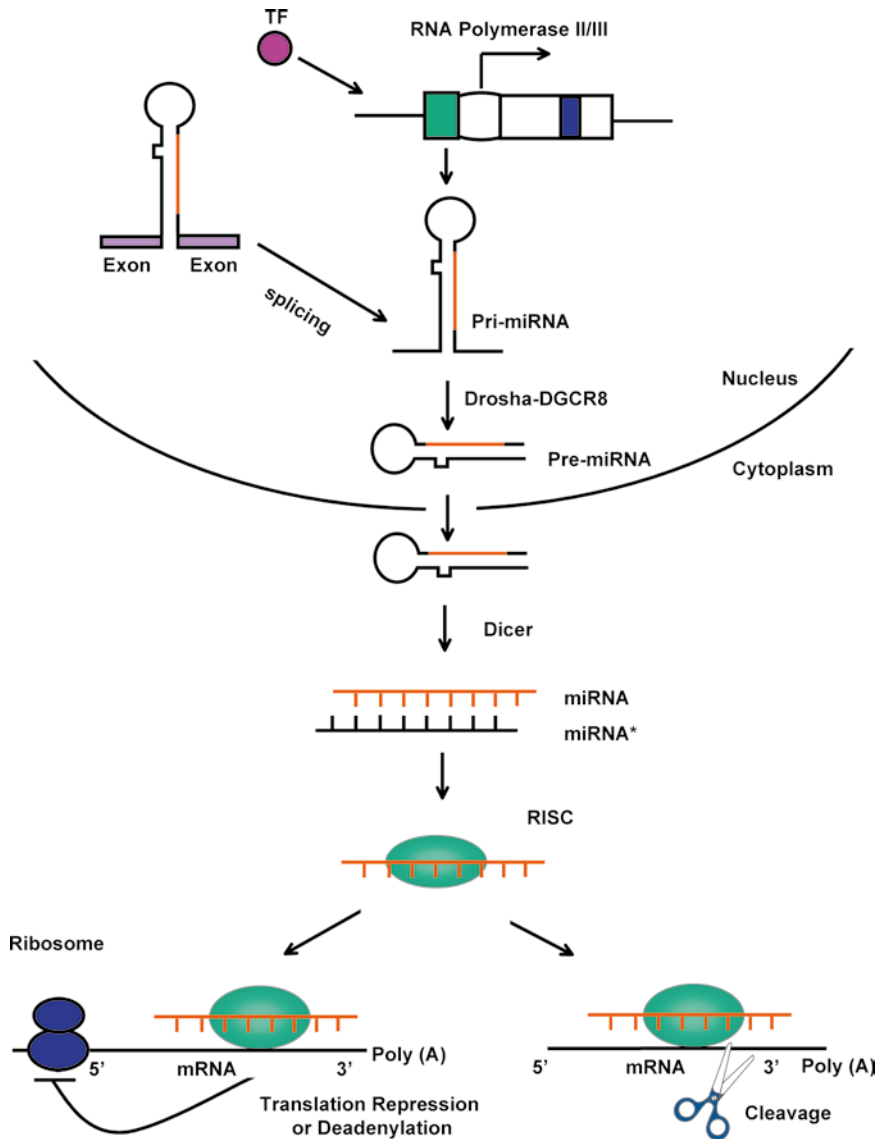 TF
RNA Polymerase II/III
Exon
Exon
splicing
Pri-miRNA
Nucleus
Drosha-DGCR8
Pre-miRNA
Cytoplasm
Dicer
miRNA
miRNA*
RISC
Ribosome
5’
mRNA
3’
Poly (A)
Translation Repression
or Deadenylation
5’
mRNA
3’
Poly (A)
Cleavage